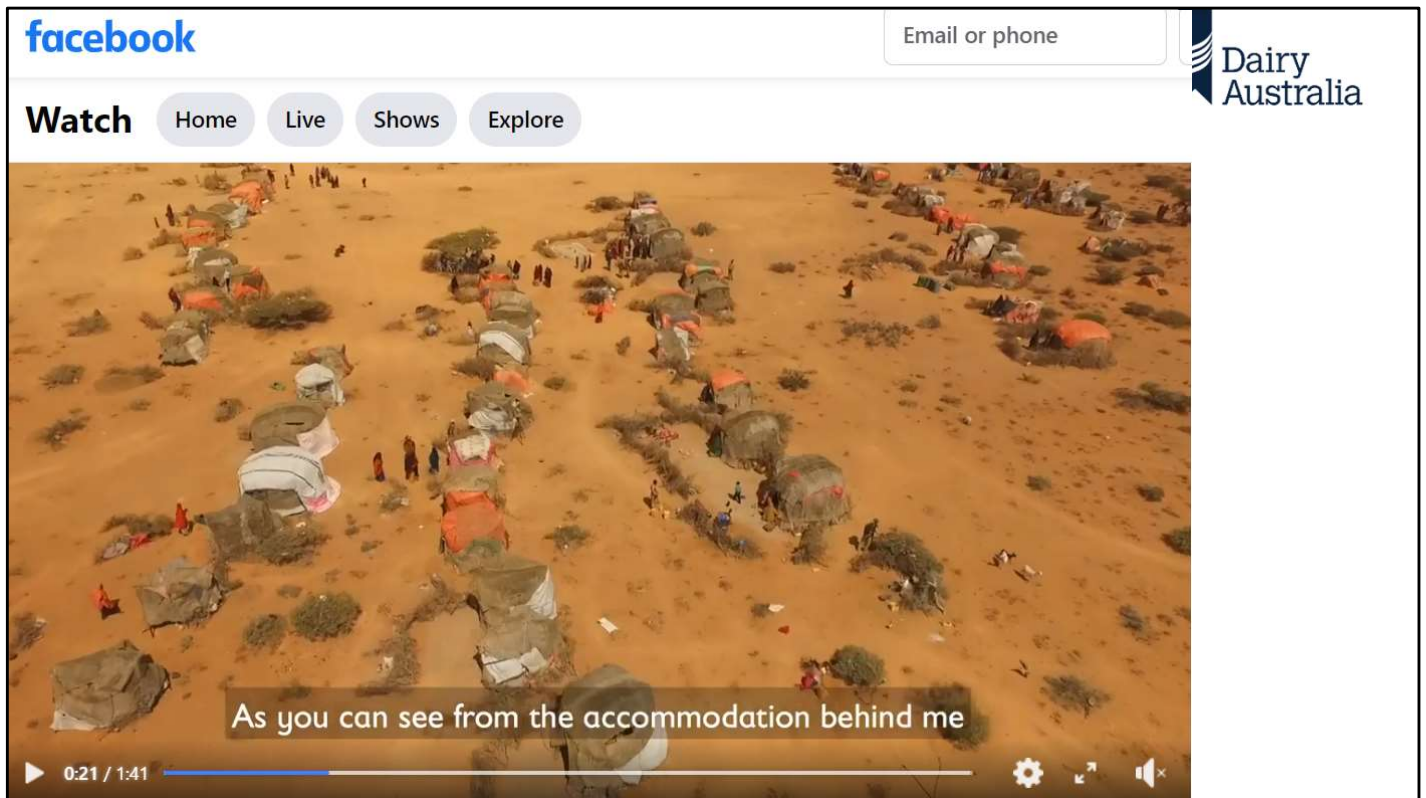 facebook
Email or phone
Dairy
Australia
Watch
Home
Live
Shows
Explore
As you can see from the accommodation behind me
0:21 / 1:41